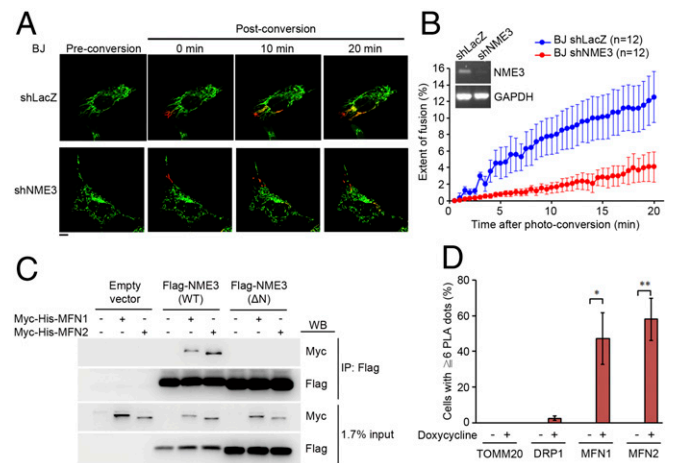 A
Post-conversion
BJ Pre-conversion 0 min 10 min 20 min
shLacZ
shNME3
B
shLacZ
shNME3
BJ shLacZ (n=12)
BJ shNME3 (n=12)
NME3
GAPDH
Extent of fusion (%)
16
14
12
10
8
6
4
2
0
0 5 10 15 20
Time after photo-conversion (min)
C
Empty vector
Flag-NME3 (WT)
Flag-NME3 (ΔN)
Myc-His-MFN1 - + - - + - - + -
Myc-His-MFN2 - - + - - + - - +
WB
Myc
Flag
IP: Flag
Myc
Flag
1.7% input
D
Cells with ≧6 PLA dots (%)
80
60
40
20
0
*
**
Doxycycline - + - + - + - +
TOMM20 DRP1 MFN1 MFN2